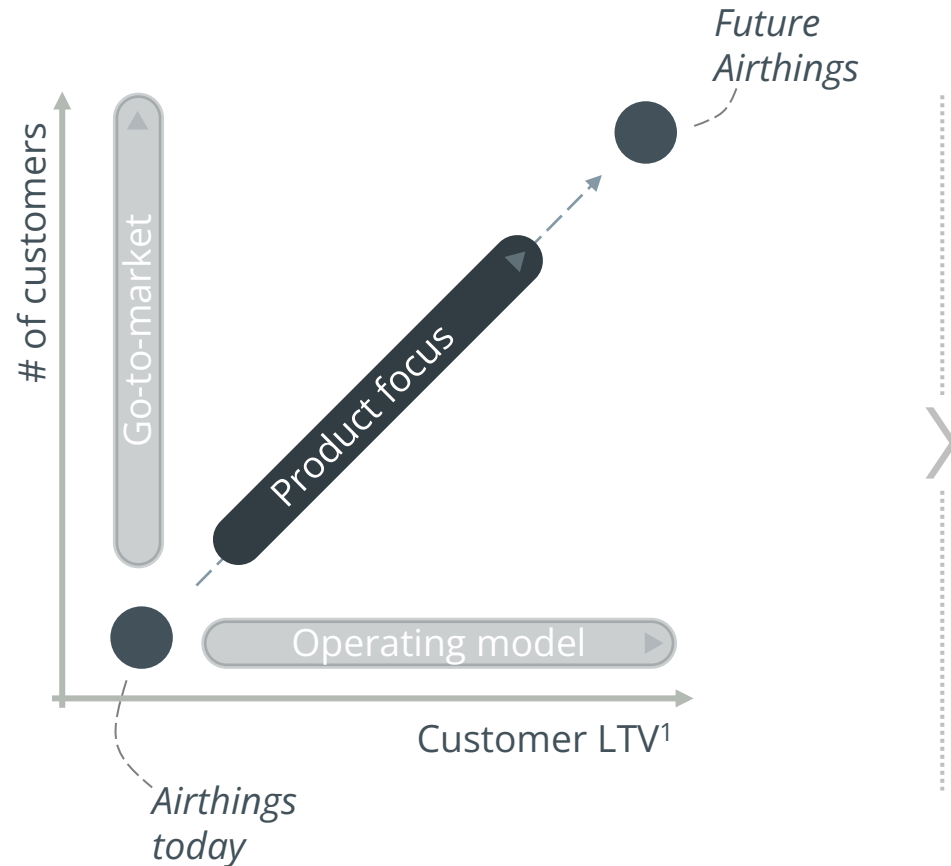 Future
Airthings
# of customers
Go-to-market
Product focus
Operating model
Customer LTV¹
Airthings
today